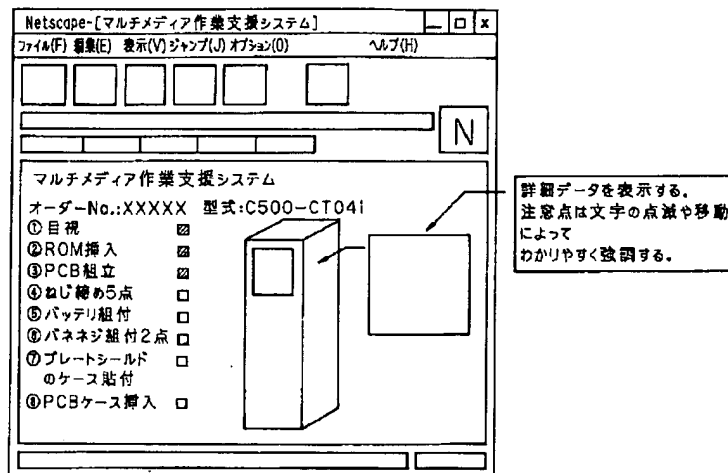 Netscape-[マルチメディア作業支援システム]
ファイル(F) 編集(E) 表示(V) ジャンプ(J) オプション(O) ヘルプ(H)
N
マルチメディア作業支援システム
オーダーNo.:XXXXX 型式:C500-CT04i
①目視
②ROM挿入
③PCB組立
④ねじ締め5点
⑤バッテリ組付
⑥バネネジ組付2点
⑦プレートシールド
のケース貼付
⑧PCBケース挿入
詳細データを表示する。
注意点は文字の点滅や移動
によって
わかりやすく強調する。